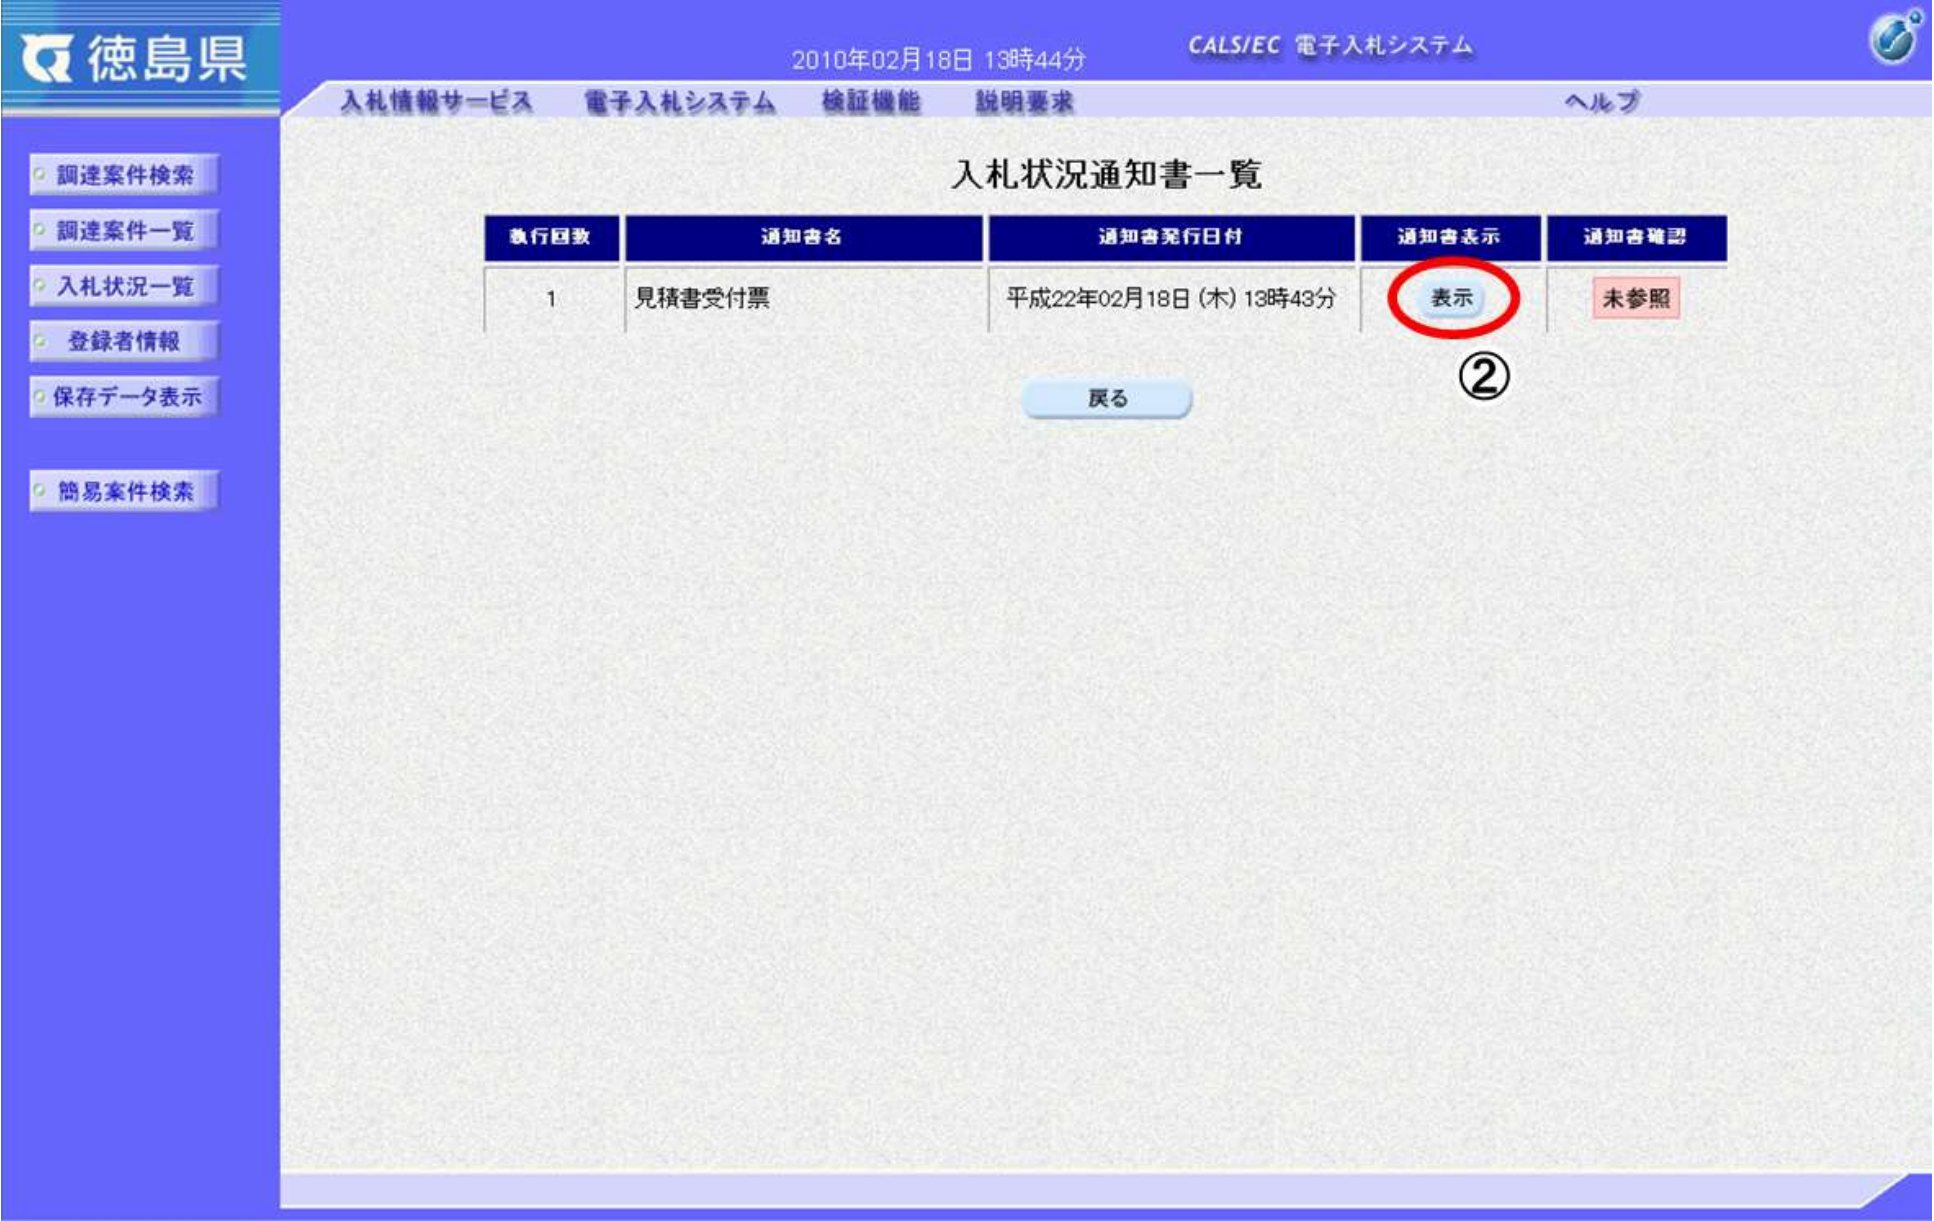 徳島県
2010年02月18日 13時44分
CALS/EC 電子入札システム
入札情報サービス 電子入札システム 検証機能 説明要求 ヘルプ
調達案件検索
調達案件一覧
入札状況一覧
登録者情報
保存データ表示
簡易案件検索
入札状況通知書一覧
執行回数 通知書名 通知書発行日付 通知書表示 通知書確認
1 見積書受付票 平成22年02月18日 (木) 13時43分 表示 未参照
②
戻る